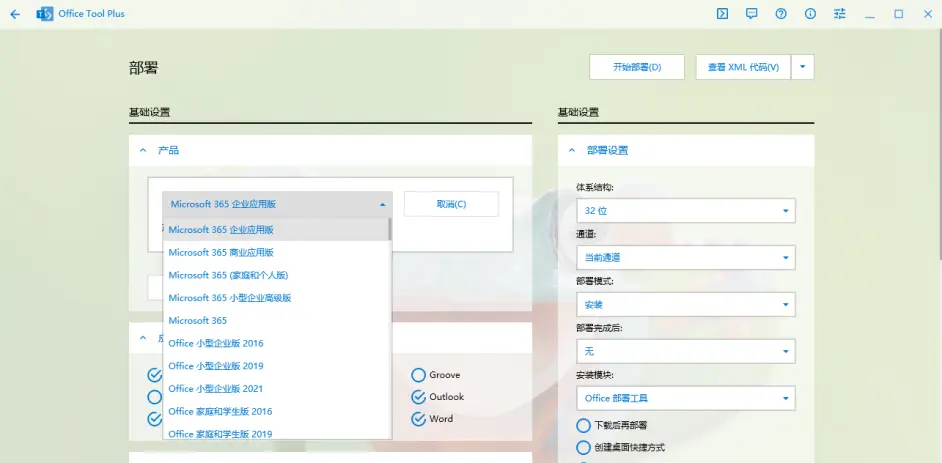 Office Tool Plus
部署
开始部署(D)
查看 XML 代码(V)
基础设置
产品
Microsoft 365 企业应用版
取消(C)
Microsoft 365 企业应用版
Microsoft 365 商业应用版
Microsoft 365 (家庭和个人版)
Microsoft 365 小型企业高级版
Microsoft 365
Office 小型企业版 2016
Office 小型企业版 2019
Office 小型企业版 2021
Office 家庭和学生版 2016
Office 家庭和学生版 2019
Groove
Outlook
Word
基础设置
部署设置
体系结构:
32 位
通道:
当前通道
部署模式:
安装
部署完成后:
无
安装模块:
Office 部署工具
下载后再部署
创建桌面快捷方式